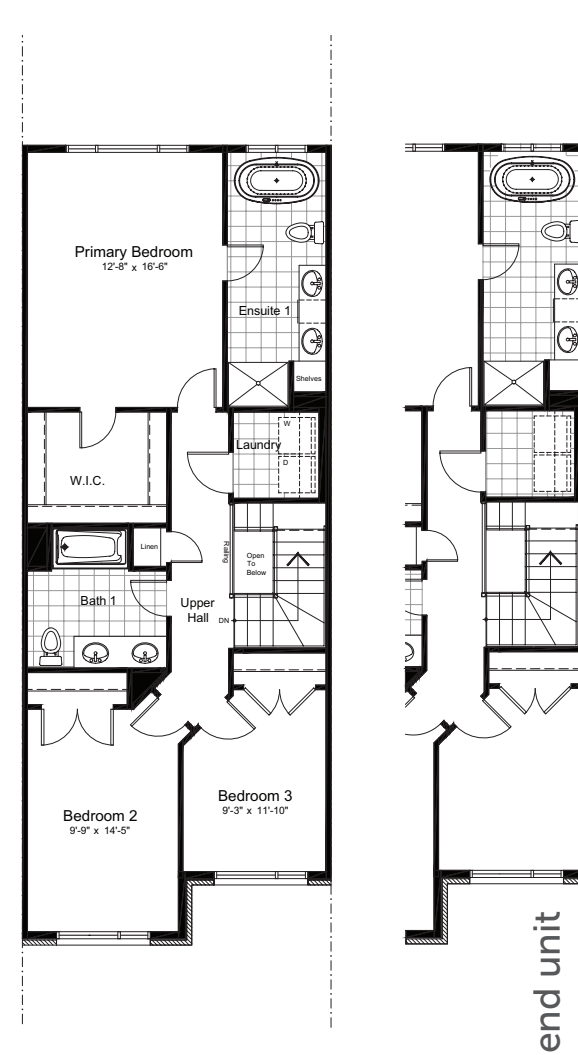 Primary Bedroom
12'-8" x 16'-6"
Ensuite 1
Shelves
W
Laundry
D
W.I.C.
Linen
Railing
Open
To
Below
Bath 1
Upper
Hall
DN
Bedroom 3
9'-3" x 11'-10"
Bedroom 2
9'-9" x 14'-5"
end unit